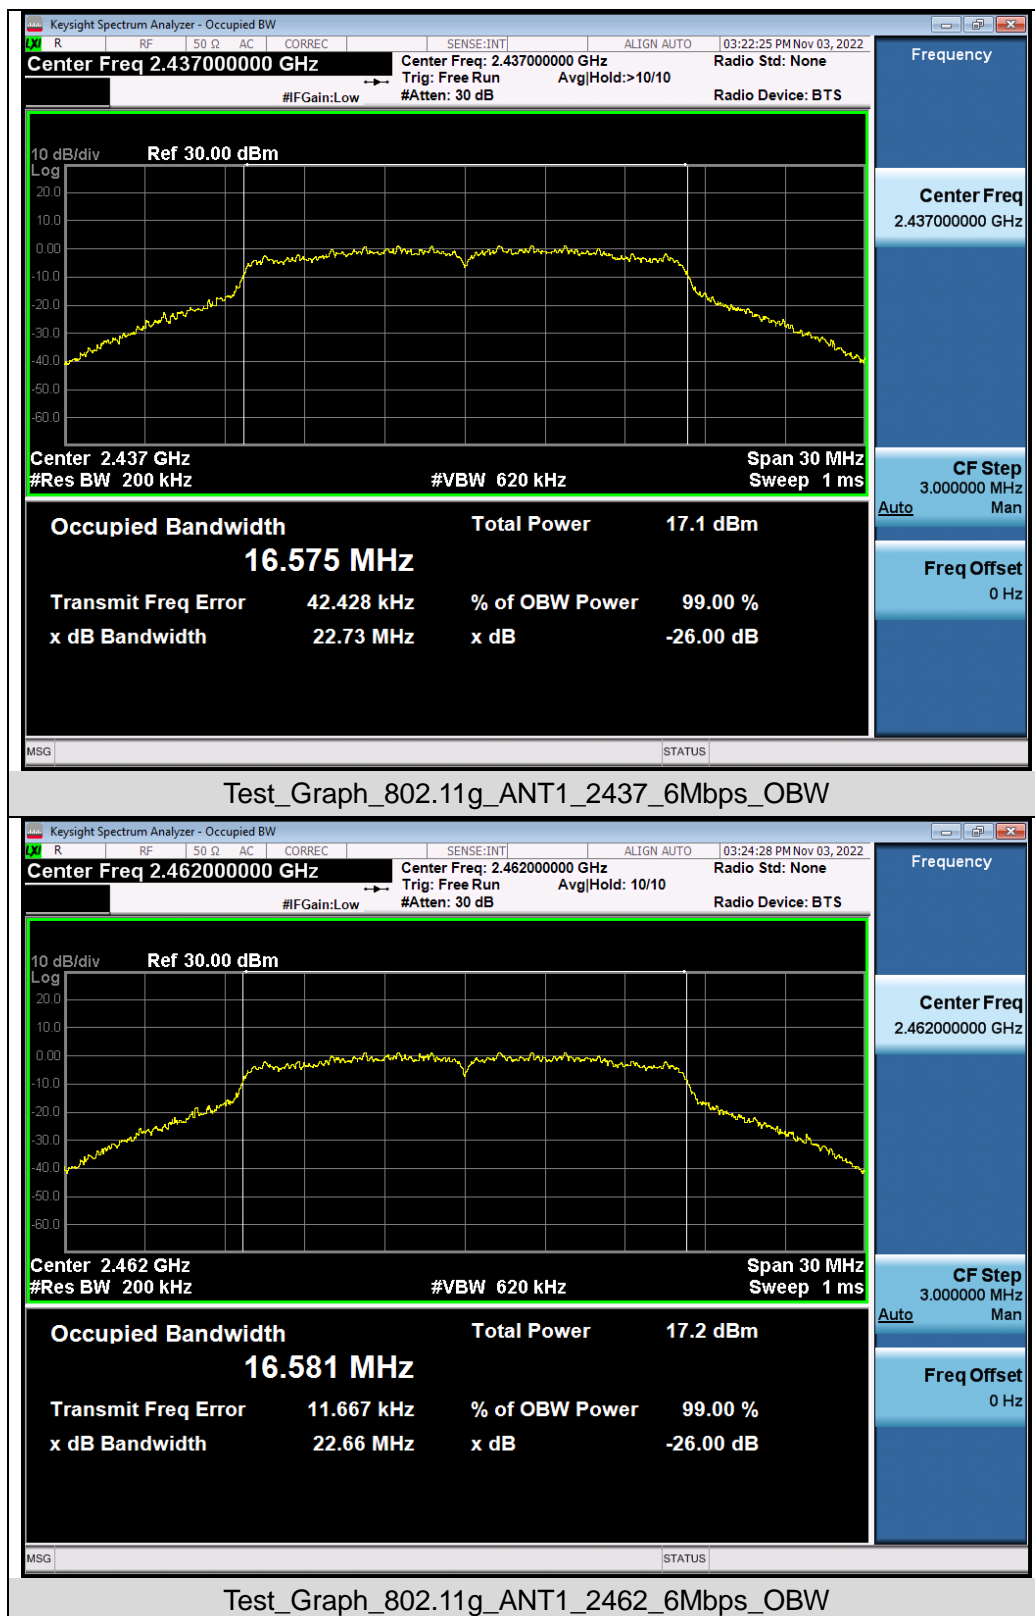 Keysight Spectrum Analyzer - Occupied BW
LXI R RF 50 Ω AC CORREC SENSE:INT ALIGN AUTO 03:22:25 PM Nov 03, 2022
Center Freq 2.437000000 GHz
Center Freq: 2.437000000 GHz Radio Std: None
Trig: Free Run Avg|Hold:>10/10
#IFGain:Low #Atten: 30 dB Radio Device: BTS
Frequency
10 dB/div Ref 30.00 dBm
Log
20.0
10.0
0.00
-10.0
-20.0
-30.0
-40.0
-50.0
-60.0
Center 2.437 GHz Span 30 MHz
#Res BW 200 kHz #VBW 620 kHz Sweep 1 ms
Center Freq
2.437000000 GHz
CF Step
3.000000 MHz
Auto Man
Freq Offset
0 Hz
Occupied Bandwidth Total Power 17.1 dBm
16.575 MHz
Transmit Freq Error 42.428 kHz % of OBW Power 99.00 %
x dB Bandwidth 22.73 MHz x dB -26.00 dB
MSG STATUS
Test_Graph_802.11g_ANT1_2437_6Mbps_OBW
Keysight Spectrum Analyzer - Occupied BW
LXI R RF 50 Ω AC CORREC SENSE:INT ALIGN AUTO 03:24:28 PM Nov 03, 2022
Center Freq 2.462000000 GHz
Center Freq: 2.462000000 GHz Radio Std: None
Trig: Free Run Avg|Hold: 10/10
#IFGain:Low #Atten: 30 dB Radio Device: BTS
Frequency
10 dB/div Ref 30.00 dBm
Log
20.0
10.0
0.00
-10.0
-20.0
-30.0
-40.0
-50.0
-60.0
Center 2.462 GHz Span 30 MHz
#Res BW 200 kHz #VBW 620 kHz Sweep 1 ms
Center Freq
2.462000000 GHz
CF Step
3.000000 MHz
Auto Man
Freq Offset
0 Hz
Occupied Bandwidth Total Power 17.2 dBm
16.581 MHz
Transmit Freq Error 11.667 kHz % of OBW Power 99.00 %
x dB Bandwidth 22.66 MHz x dB -26.00 dB
MSG STATUS
Test_Graph_802.11g_ANT1_2462_6Mbps_OBW